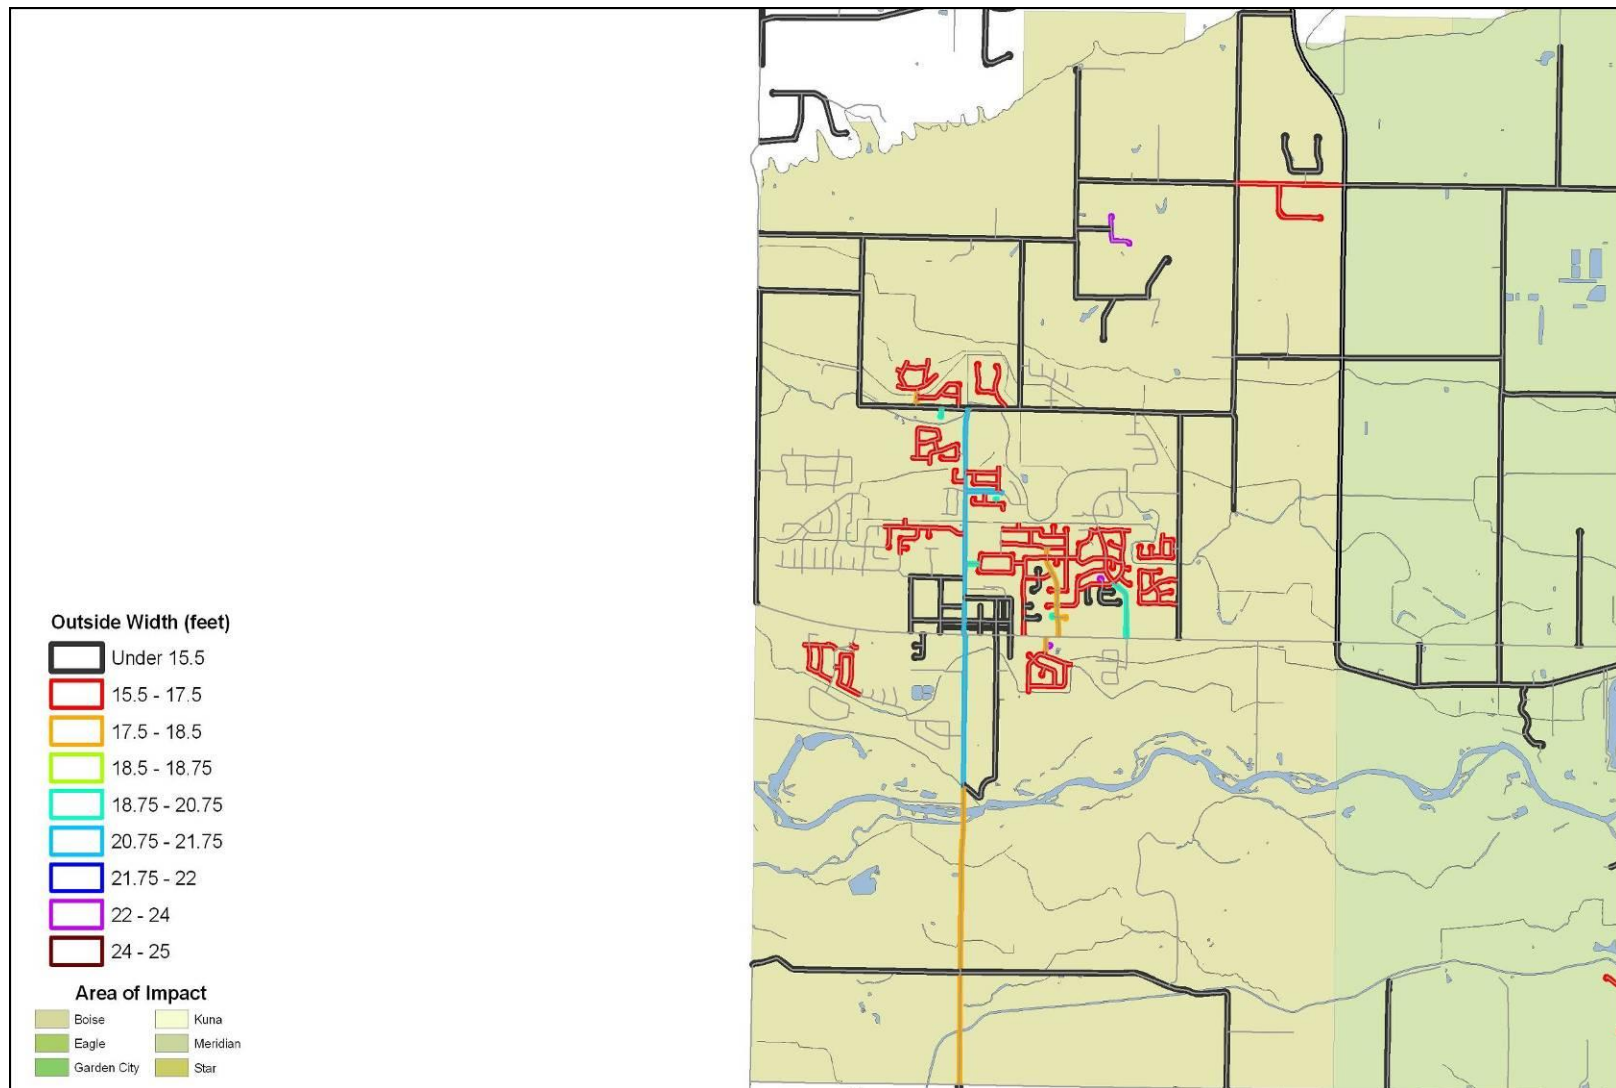 Outside Width (feet)
Under 15.5
15.5 - 17.5
17.5 - 18.5
18.5 - 18.75
18.75 - 20.75
20.75 - 21.75
21.75 - 22
22 - 24
24 - 25
Area of Impact
Boise Kuna
Eagle Meridian
Garden City Star